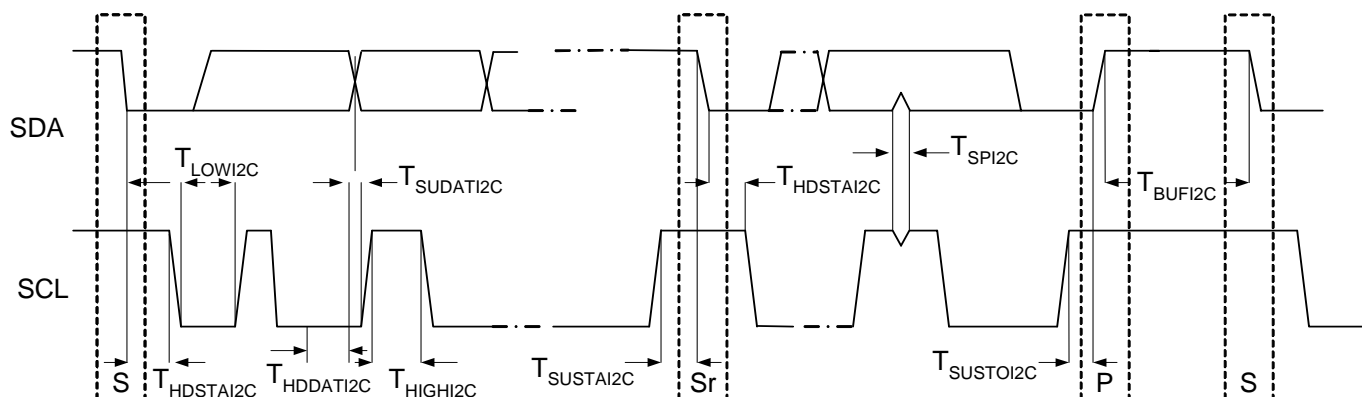 SDA
T_LOWI2C
T_SUDATI2C
T_HDSTAI2C
T_SPI2C
T_BUFI2C
SCL
S
T_HDSTAI2C
T_HDDATI2C
T_HIGHI2C
T_SUSTAI2C
Sr
T_SUSTOI2C
P
S